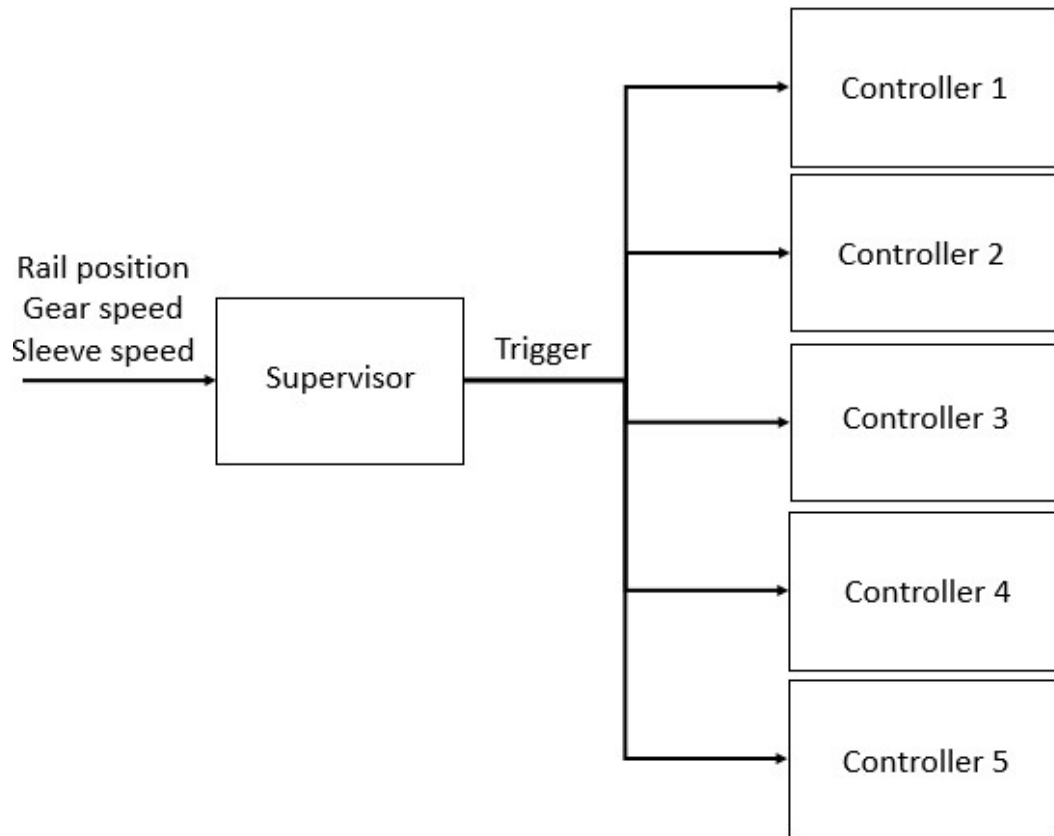 Controller 1
Controller 2
Rail position
Gear speed
Sleeve speed
Trigger
Supervisor
Controller 3
Controller 4
Controller 5